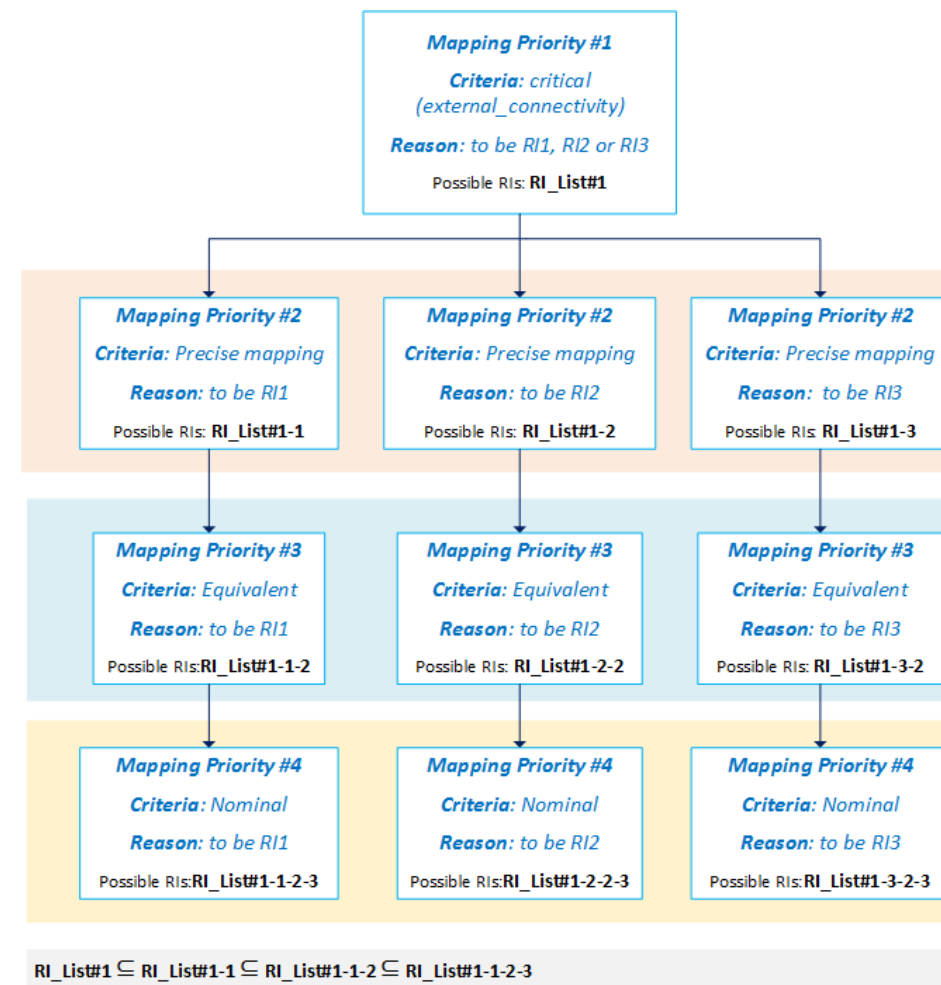 Mapping Priority #1
Criteria: critical
(external_connectivity)
Reason: to be RI1, RI2 or RI3
Possible RIs: RI_List#1
Mapping Priority #2
Criteria: Precise mapping
Reason: to be RI1
Possible RIs: RI_List#1-1
Mapping Priority #2
Criteria: Precise mapping
Reason: to be RI2
Possible RIs: RI_List#1-2
Mapping Priority #2
Criteria: Precise mapping
Reason: to be RI3
Possible RIs: RI_List#1-3
Mapping Priority #3
Criteria: Equivalent
Reason: to be RI1
Possible RIs:RI_List#1-1-2
Mapping Priority #3
Criteria: Equivalent
Reason: to be RI2
Possible RIs: RI_List#1-2-2
Mapping Priority #3
Criteria: Equivalent
Reason: to be RI3
Possible RIs: RI_List#1-3-2
Mapping Priority #4
Criteria: Nominal
Reason: to be RI1
Possible RIs:RI_List#1-1-2-3
Mapping Priority #4
Criteria: Nominal
Reason: to be RI2
Possible RIs:RI_List#1-2-2-3
Mapping Priority #4
Criteria: Nominal
Reason: to be RI3
Possible RIs:RI_List#1-3-2-3
RI_List#1 ⊆ RI_List#1-1 ⊆ RI_List#1-1-2 ⊆ RI_List#1-1-2-3